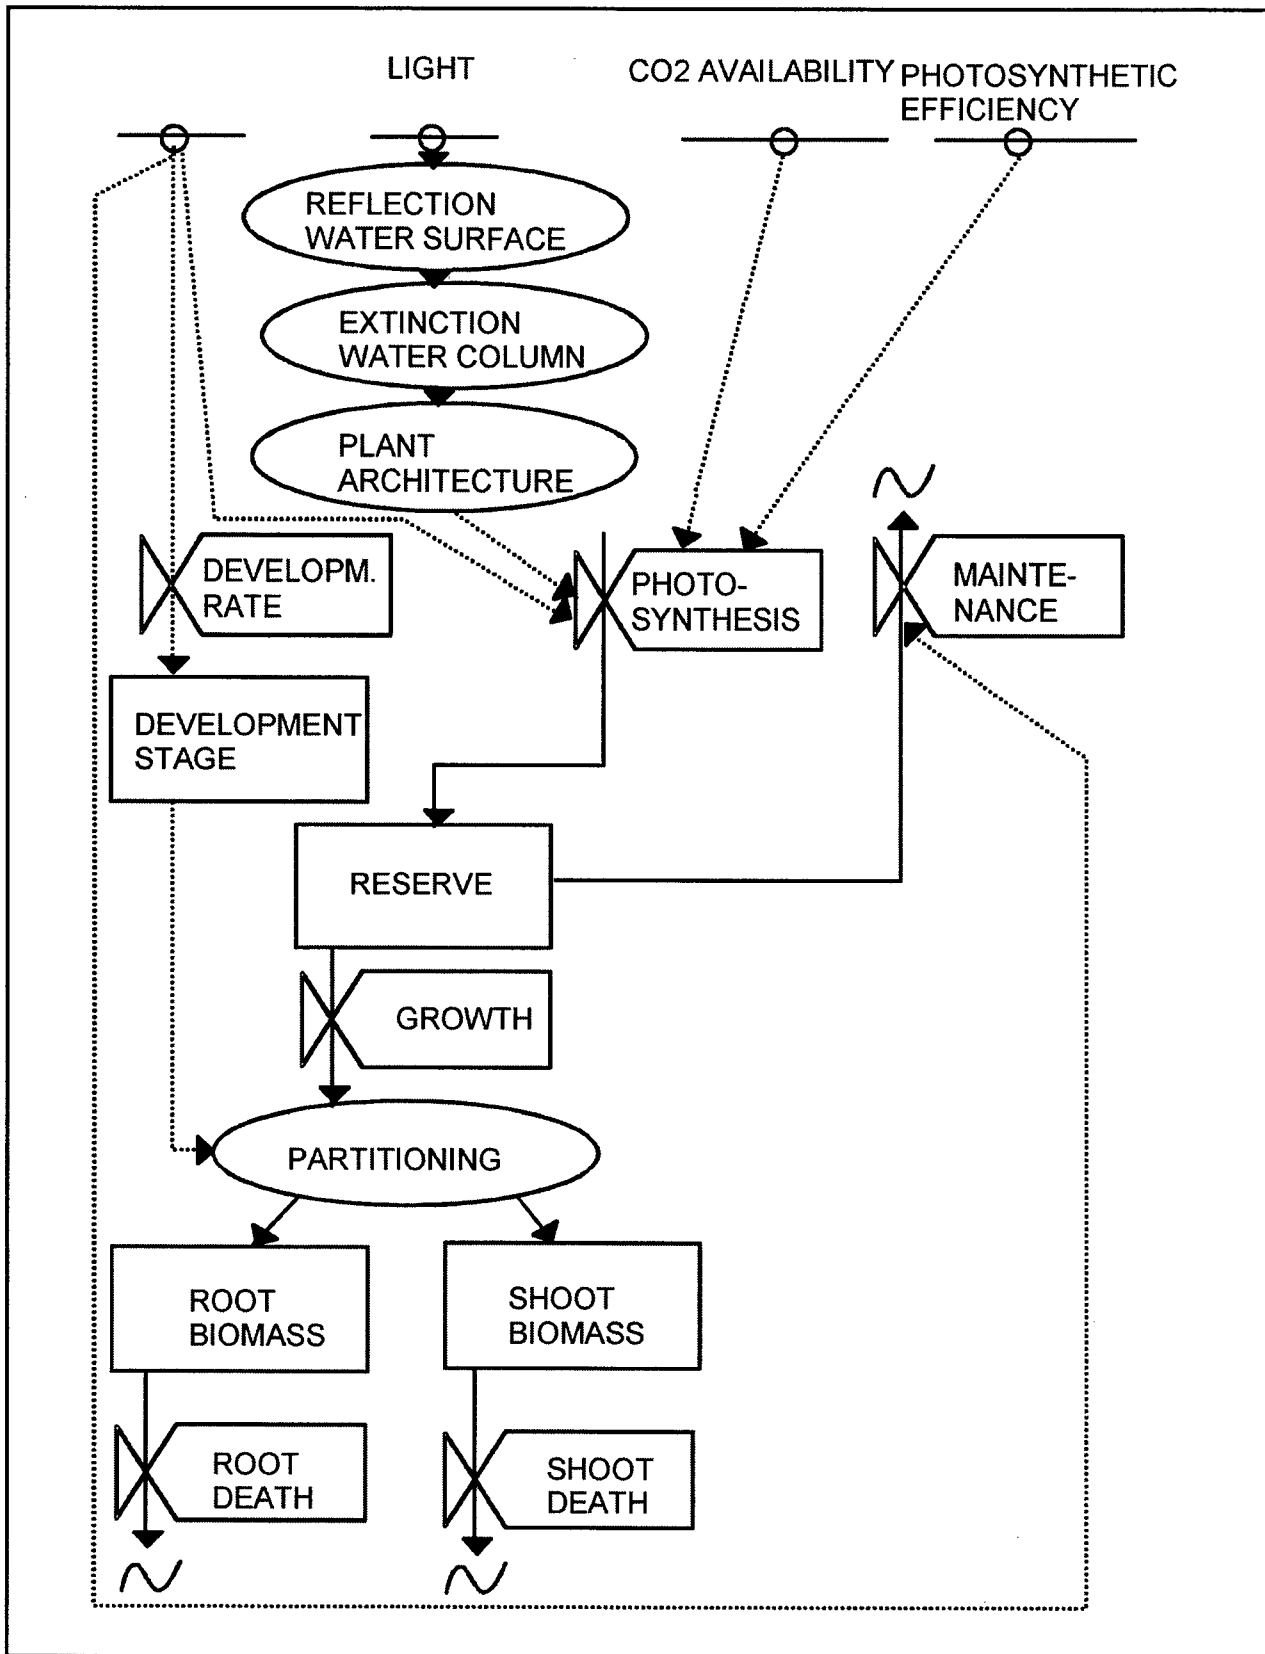 LIGHT
CO2 AVAILABILITY
PHOTOSYNTHETIC
EFFICIENCY
REFLECTION
WATER SURFACE
EXTINCTION
WATER COLUMN
PLANT
ARCHITECTURE
DEVELOPM.
RATE
PHOTO-
SYNTHESIS
MAINTE-
NANCE
DEVELOPMENT
STAGE
RESERVE
GROWTH
PARTITIONING
ROOT
BIOMASS
SHOOT
BIOMASS
ROOT
DEATH
SHOOT
DEATH